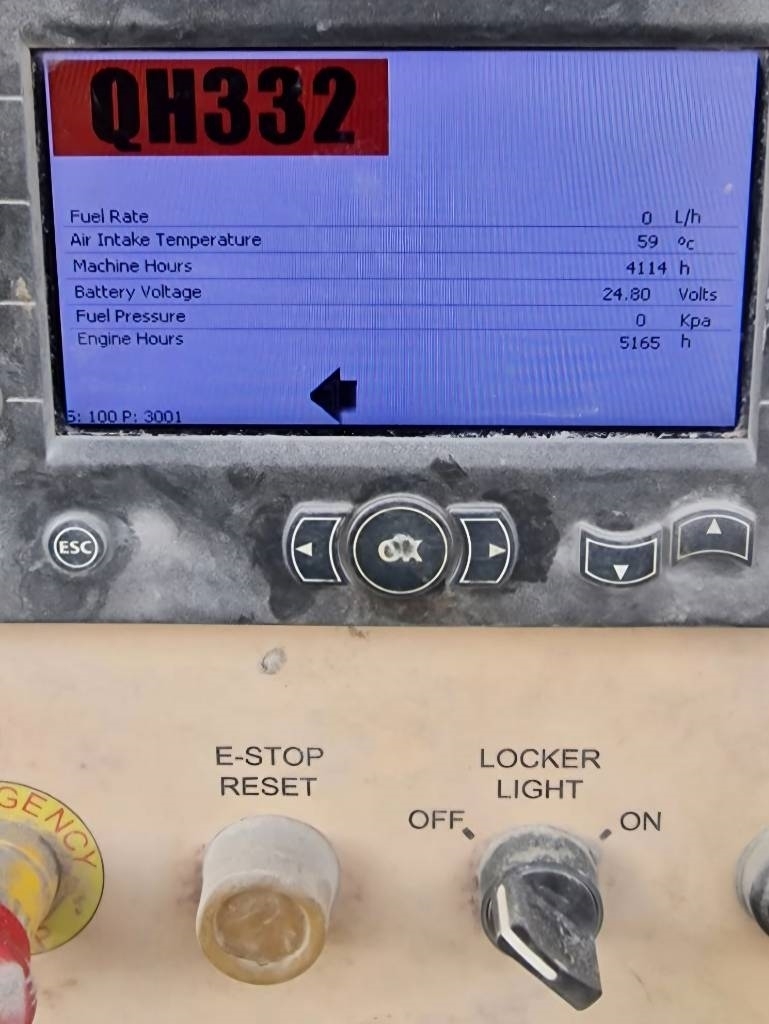 QH332
Fuel Rate 0 L/h
Air Intake Temperature 59 °c
Machine Hours 4114 h
Battery Voltage 24.80 Volts
Fuel Pressure 0 Kpa
Engine Hours 5165 h
S: 100 P: 3001
ESC
OK
E-STOP
RESET
LOCKER
LIGHT
OFF ON
GENCY